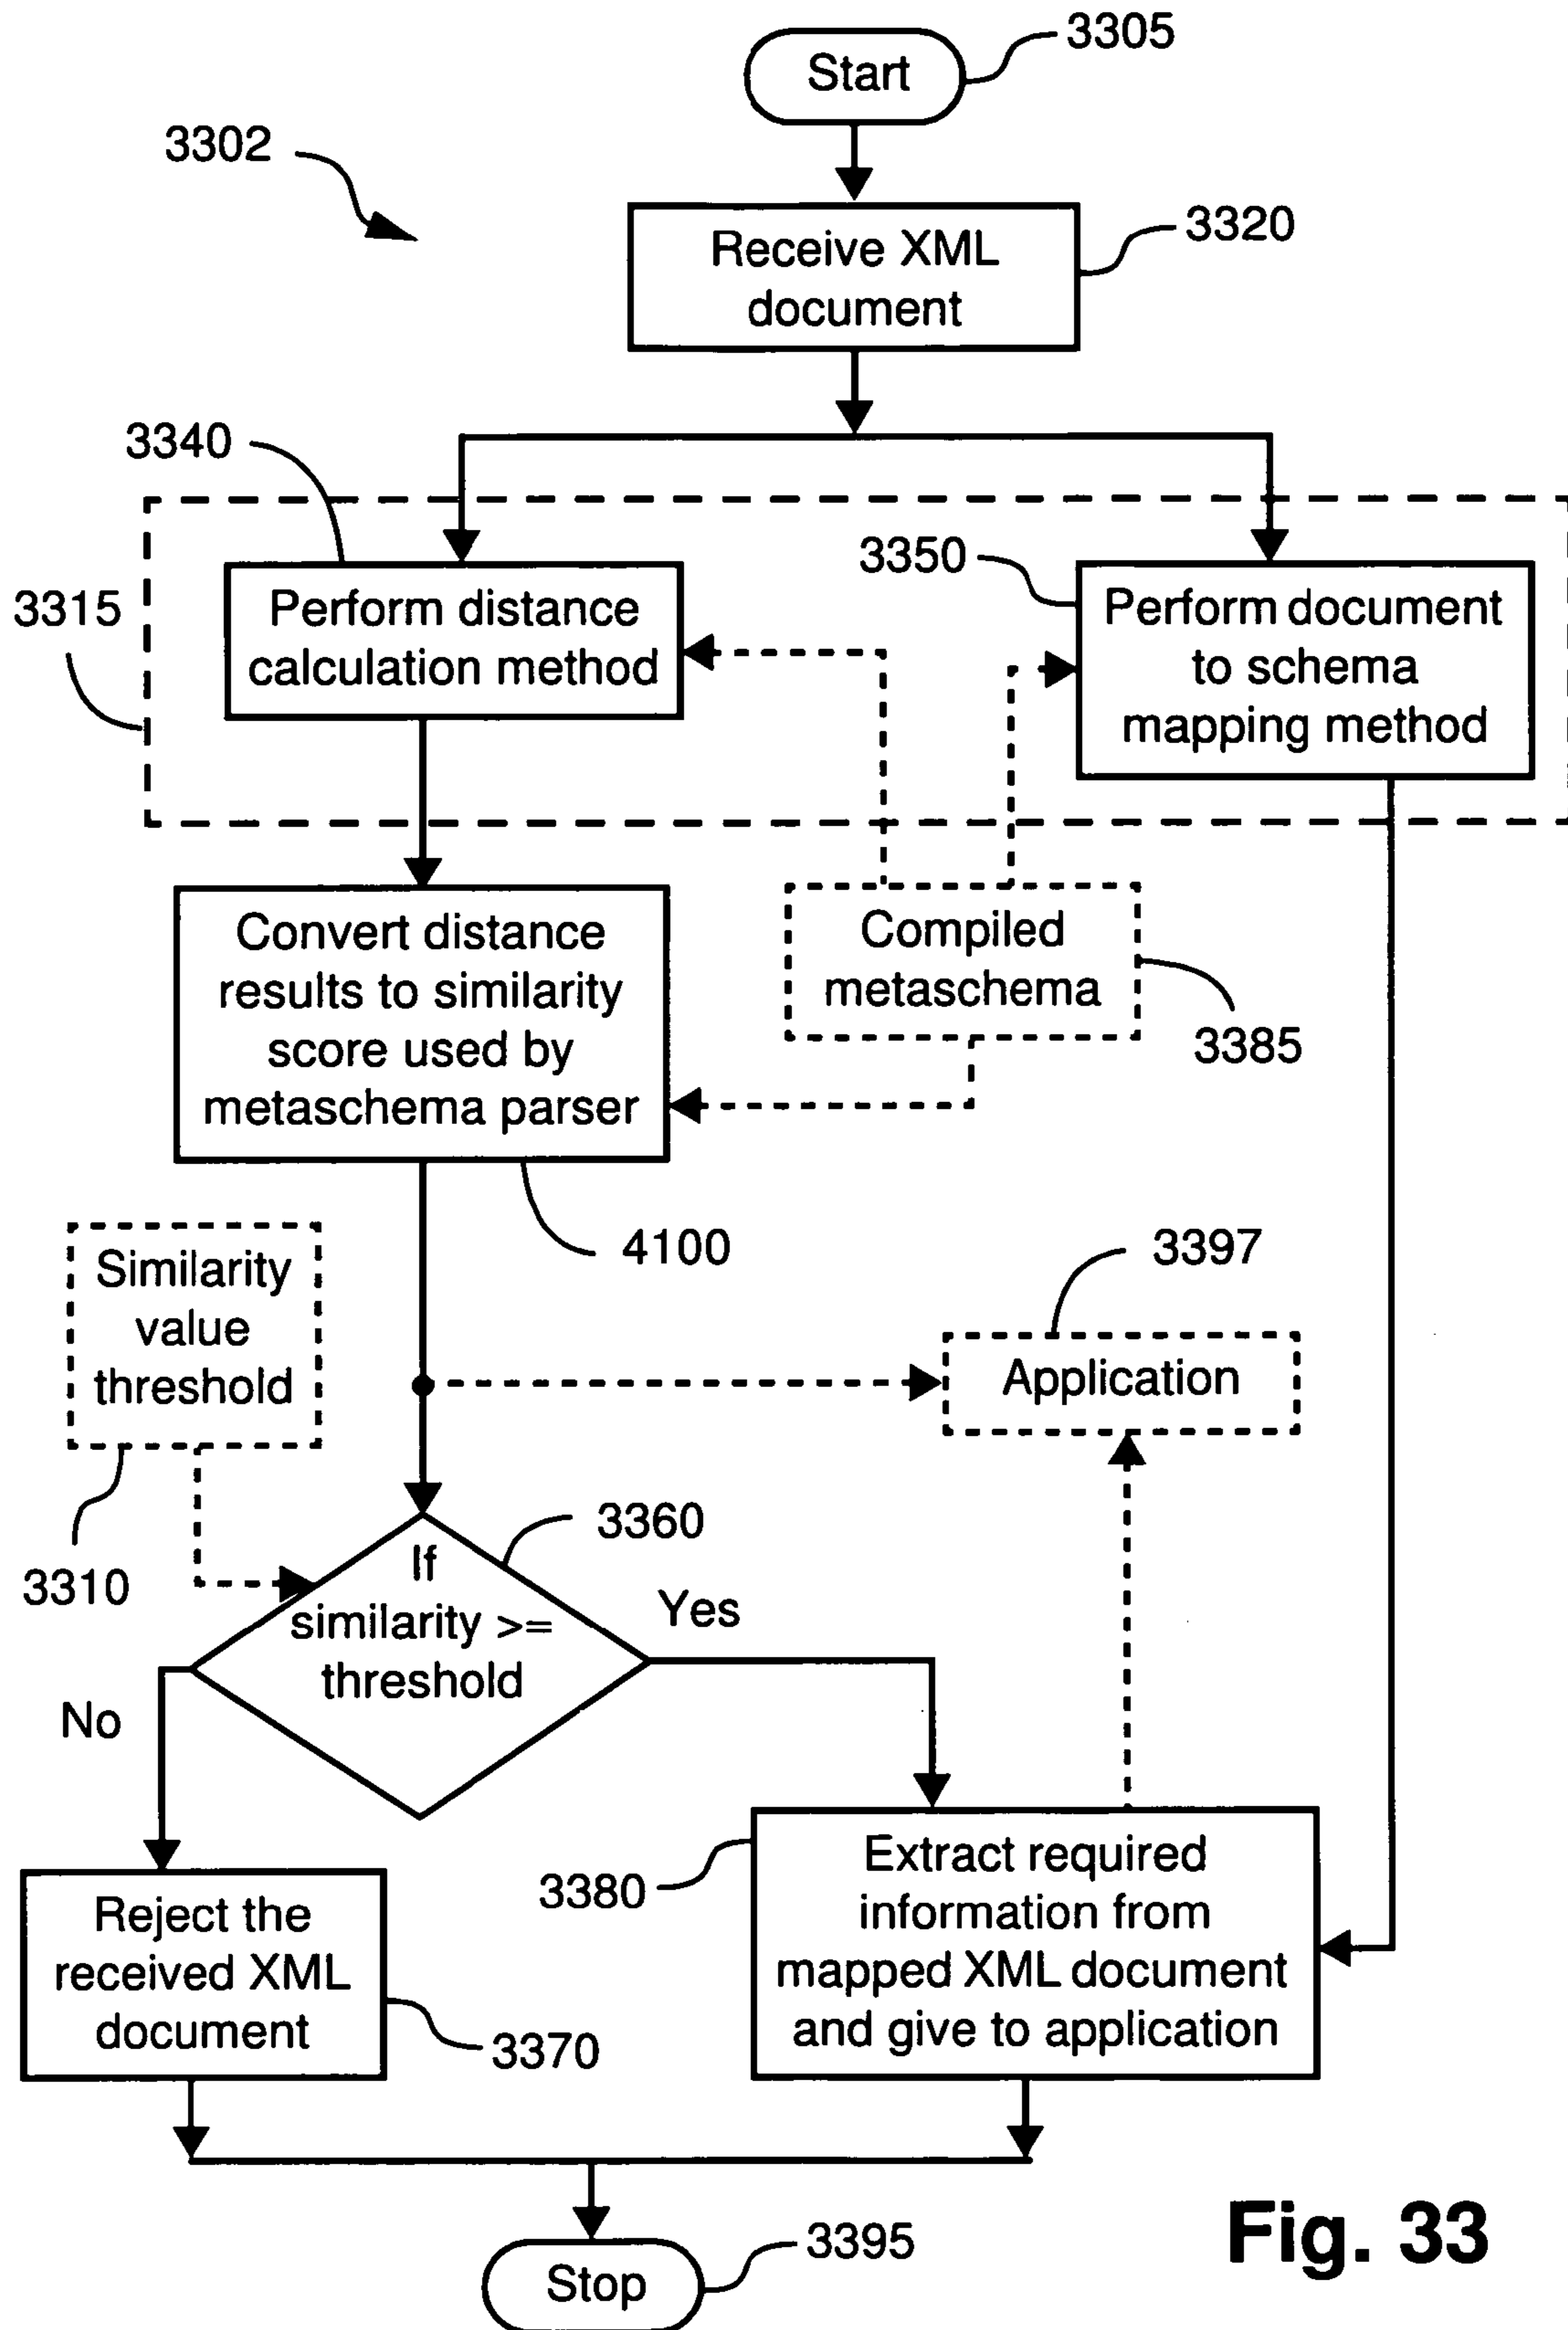 3305
Start
3302
3320
Receive XML
document
3340
3350
3315
Perform distance
calculation method
Perform document
to schema
mapping method
Convert distance
results to similarity
score used by
metaschema parser
Compiled
metaschema
3385
4100
Similarity
value
threshold
3397
Application
3310
3360
If
similarity >=
threshold
Yes
No
3380
Extract required
information from
mapped XML document
and give to application
Reject the
received XML
document
3370
3395
Stop
Fig. 33